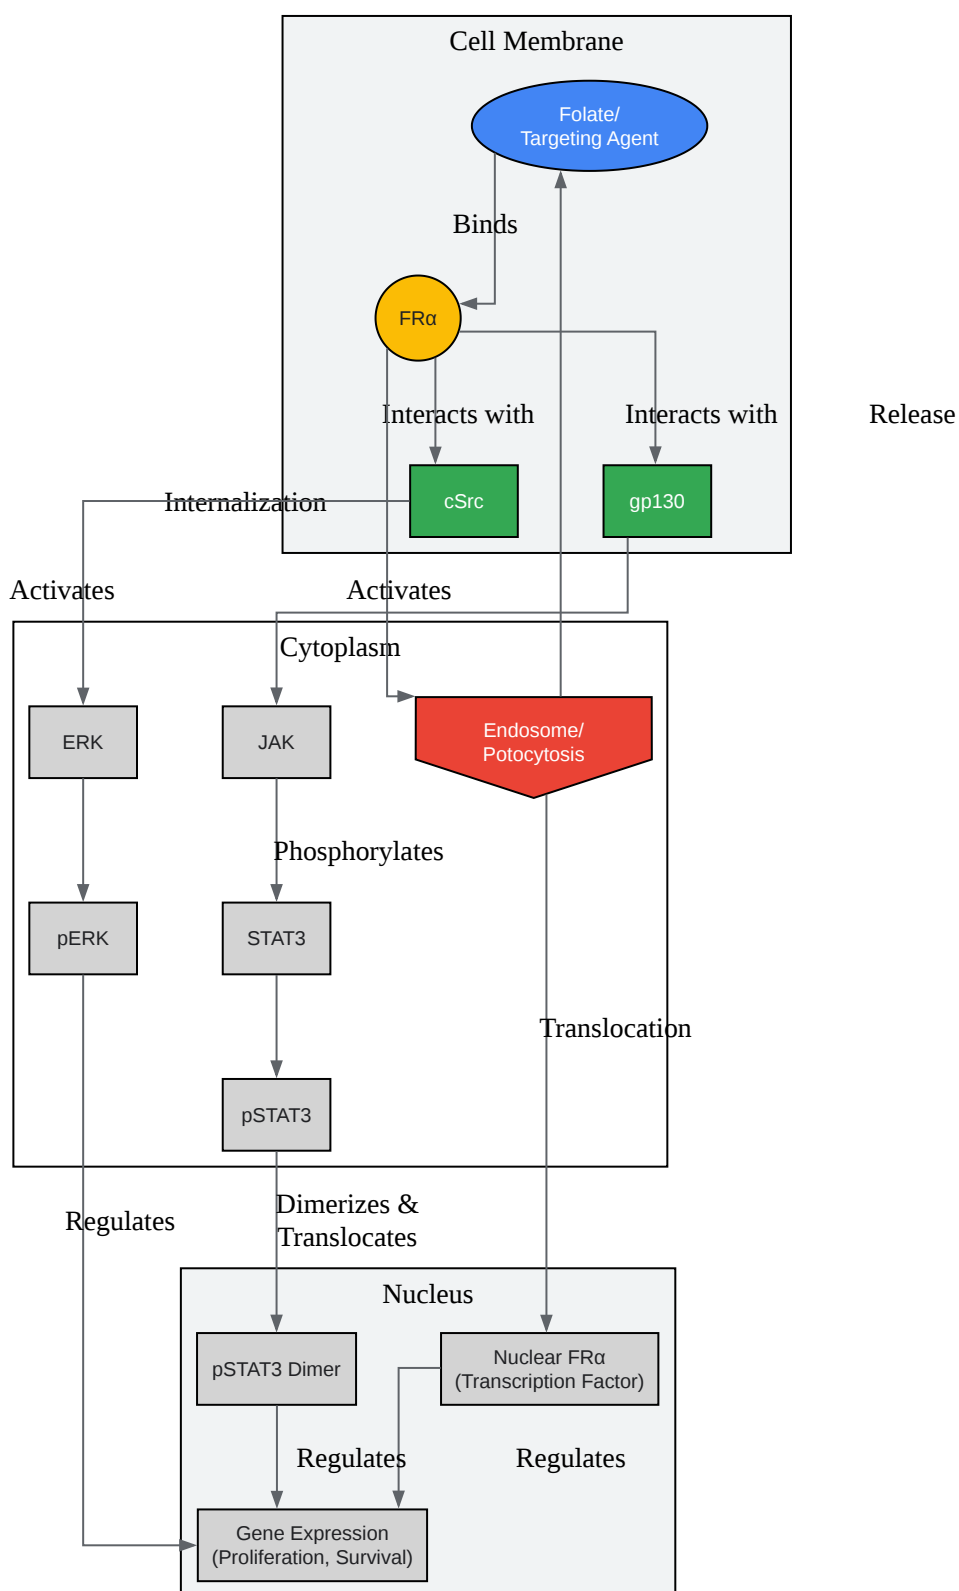 Cell Membrane
Folate/
Targeting Agent
Binds
FRα
Interacts with
Interacts with
Release
cSrc
gp130
Internalization
Activates
Activates
Cytoplasm
ERK
JAK
Endosome/
Potocytosis
Phosphorylates
pERK
STAT3
Translocation
pSTAT3
Dimerizes &
Translocates
Regulates
Nucleus
pSTAT3 Dimer
Nuclear FRα
(Transcription Factor)
Regulates
Regulates
Gene Expression
(Proliferation, Survival)